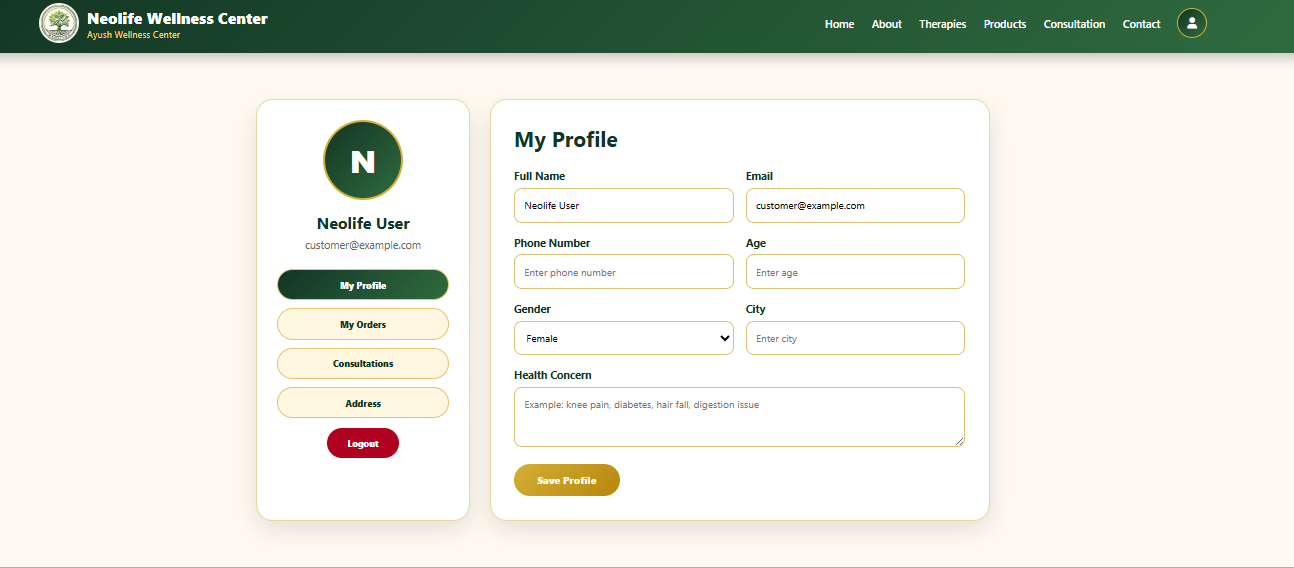 Neolife Wellness Center
Ayush Wellness Center
Home About Therapies Products Consultation Contact
N
Neolife User
customer@example.com
My Profile
My Orders
Consultations
Address
Logout
My Profile
Full Name Email
Neolife User customer@example.com
Phone Number Age
Enter phone number Enter age
Gender City
Female Enter city
Health Concern
Example: knee pain, diabetes, hair fall, digestion issue
Save Profile